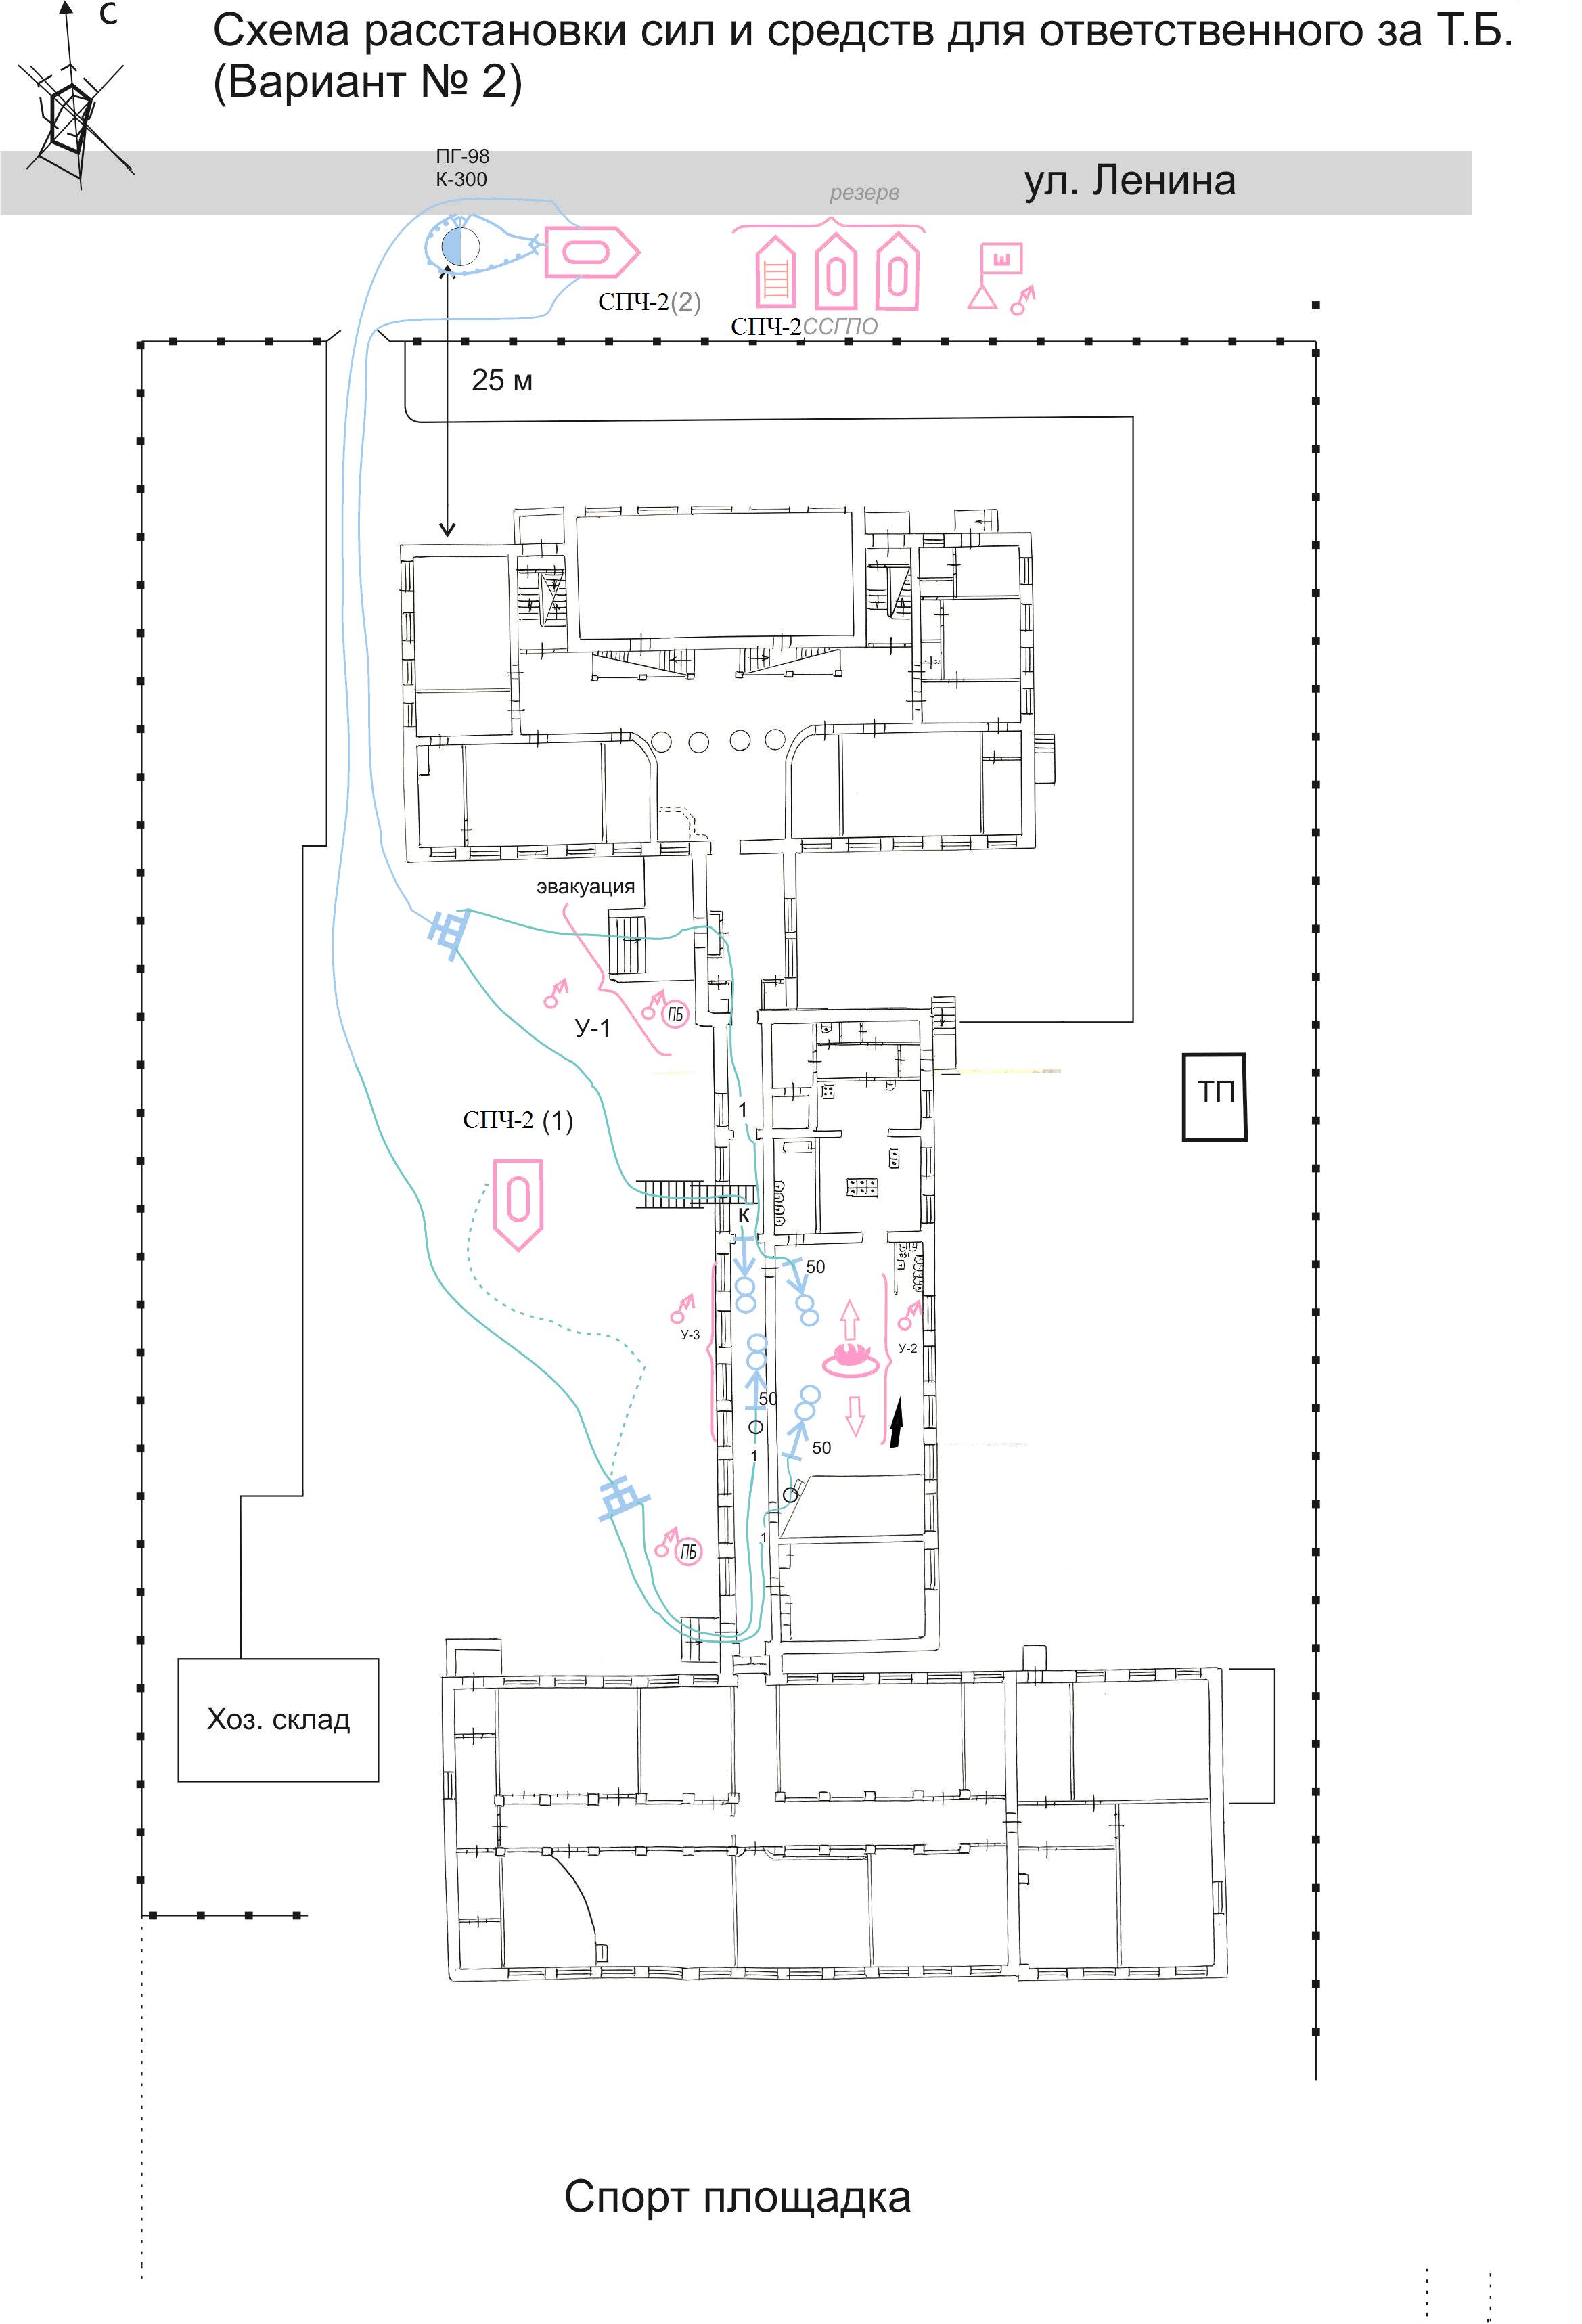 С
Схема расстановки сил и средств для ответственного за Т.Б.
(Вариант № 2)
ПГ-98
К-300
ул. Ленина
резерв
Е
СПЧ-2(2)
СПЧ-2ССГПО
25 м
эвакуация
ПБ
У-1
ТП
1
СПЧ-2 (1)
К
50
У-3
У-2
50
50
1
1
ПБ
Хоз. склад
Спорт площадка